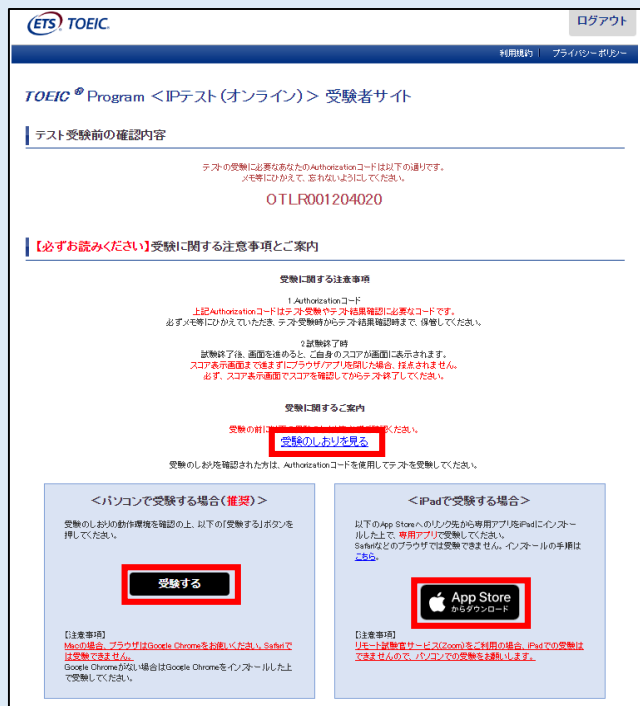 ETS TOEIC.
ログアウト
利用規約 プライバシーポリシー
TOEIC ® Program ＜IPテスト（オンライン）＞ 受験者サイト
テスト受験前の確認内容
テストの受験に必要なあなたのAuthorizationコードは以下の通りです。
メモ等にひかえて、忘れないようにしてください。
OTLR001204020
【必ずお読みください】受験に関する注意事項とご案内
受験に関する注意事項
1.Authorizationコード
上記Authorizationコードはテスト受験やテスト結果確認に必要なコードです。
必ずメモ等にひかえていただき、テスト受験時からテスト結果確認時まで、保管してください。
2.試験終了時
試験終了後、画面を進めると、ご自身のスコアが画面に表示されます。
スコア表示画面まで進まずにブラウザ/アプリを閉じた場合、採点されません。
必ず、スコア表示画面でスコアを確認してからテスト終了してください。
受験に関するご案内
受験の前に ください。
受験のしおりを見る
受験のしおりを確認された方は、Authorizationコードを使用してテストを受験してください。
＜パソコンで受験する場合（推奨）＞
受験のしおりの動作環境を確認の上、以下の「受験する」ボタンを
押してください。
受験する
【注意事項】
Macの場合、ブラウザはGoogle Chromeをお使いください。Safariで
は受験できません。
Google Chromeがない場合はGoogle Chromeをインストールした上
で受験してください。
＜iPadで受験する場合＞
以下のApp Storeへのリンク先から専用アプリをiPadにインストー
ルした上で、専用アプリで受験してください。
Safariなどのブラウザでは受験できません。インストールの手順は
こちら。
App Store
からダウンロード
【注意事項】
リモート試験官サービス(Zoom)をご利用の場合、iPadでの受験は
できませんので、パソコンでの受験をお願いします。